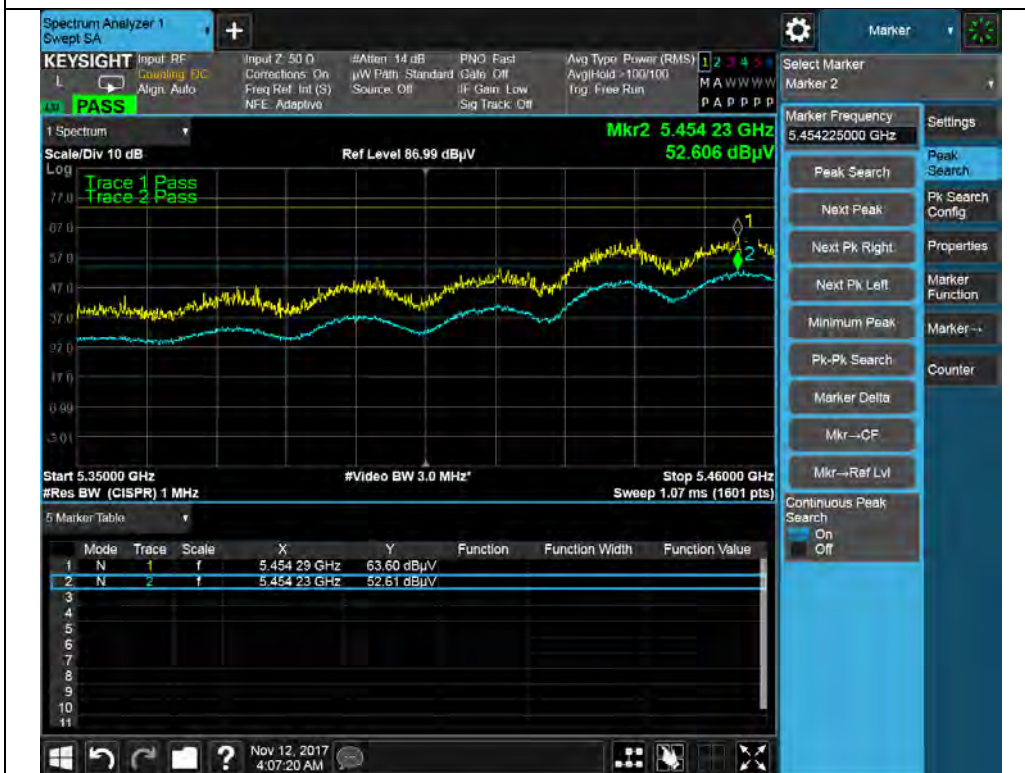 Spectrum Analyzer 1
Swept SA
Marker
KEYSIGHT Input: RF Input Z: 50 Ω #Atten: 14 dB PNO: Fast Avg Type: Power (RMS) 1 2 3 4 5 6
L Coupling: DC Corrections: On µW Path: Standard Gate: Off Avg|Hold >100/100 M A W W W W
Align: Auto Freq Ref: Int (S) Source: Off IF Gain: Low Trig: Free Run
NFE: Adaptive Sig Track: Off P A P P P P
PASS
Select Marker
Marker 2
1 Spectrum
Scale/Div 10 dB
Ref Level 86.99 dBµV
Mkr2 5.454 23 GHz
52.606 dBµV
Log
Trace 1 Pass
Trace 2 Pass
77.0
67.0
57.0
47.0
37.0
27.0
17.0
-3.01
1
2
Start 5.35000 GHz
#Video BW 3.0 MHz*
Stop 5.46000 GHz
#Res BW (CISPR) 1 MHz
Sweep 1.07 ms (1601 pts)
5 Marker Table
Mode Trace Scale X Y Function Function Width Function Value
1 N 1 f 5.454 29 GHz 63.60 dBµV
2 N 2 f 5.454 23 GHz 52.61 dBµV
3
4
5
6
7
8
9
10
11
Marker Frequency
5.454225000 GHz
Peak Search
Next Peak
Next Pk Right
Next Pk Left
Minimum Peak
Pk-Pk Search
Marker Delta
Mkr→CF
Mkr→Ref Lvl
Continuous Peak
Search
On
Off
Settings
Peak
Search
Pk Search
Config
Properties
Marker
Function
Marker→
Counter
?
Nov 12, 2017
4:07:20 AM